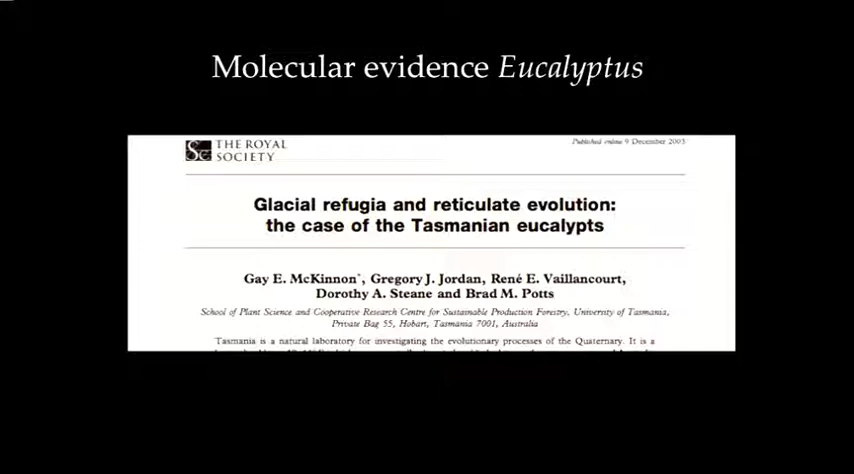 Molecular evidence Eucalyptus
THE ROYAL
SOCIETY
Published online 9 December 2003
Glacial refugia and reticulate evolution:
the case of the Tasmanian eucalypts
Gay E. McKinnon*, Gregory J. Jordan, René E. Vaillancourt,
Dorothy A. Steane and Brad M. Potts
School of Plant Science and Cooperative Research Centre for Sustainable Production Forestry, University of Tasmania,
Private Bag 55, Hobart, Tasmania 7001, Australia
Tasmania is a natural laboratory for investigating the evolutionary processes of the Quaternary. It is a